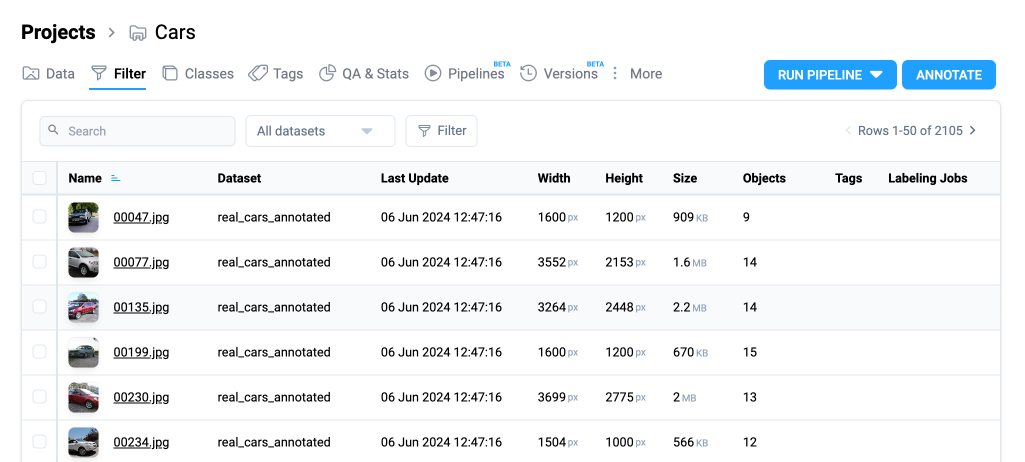 Projects > Cars
Data Filter Classes Tags QA & Stats Pipelines BETA Versions BETA More
RUN PIPELINE ANNOTATE
Search All datasets Filter Rows 1-50 of 2105
Name Dataset Last Update Width Height Size Objects Tags Labeling Jobs
00047.jpg real_cars_annotated 06 Jun 2024 12:47:16 1600 px 1200 px 909 KB 9
00077.jpg real_cars_annotated 06 Jun 2024 12:47:16 3552 px 2153 px 1.6 MB 14
00135.jpg real_cars_annotated 06 Jun 2024 12:47:16 3264 px 2448 px 2.2 MB 14
00199.jpg real_cars_annotated 06 Jun 2024 12:47:16 1600 px 1200 px 670 KB 15
00230.jpg real_cars_annotated 06 Jun 2024 12:47:16 3699 px 2775 px 2 MB 13
00234.jpg real_cars_annotated 06 Jun 2024 12:47:16 1504 px 1000 px 566 KB 12